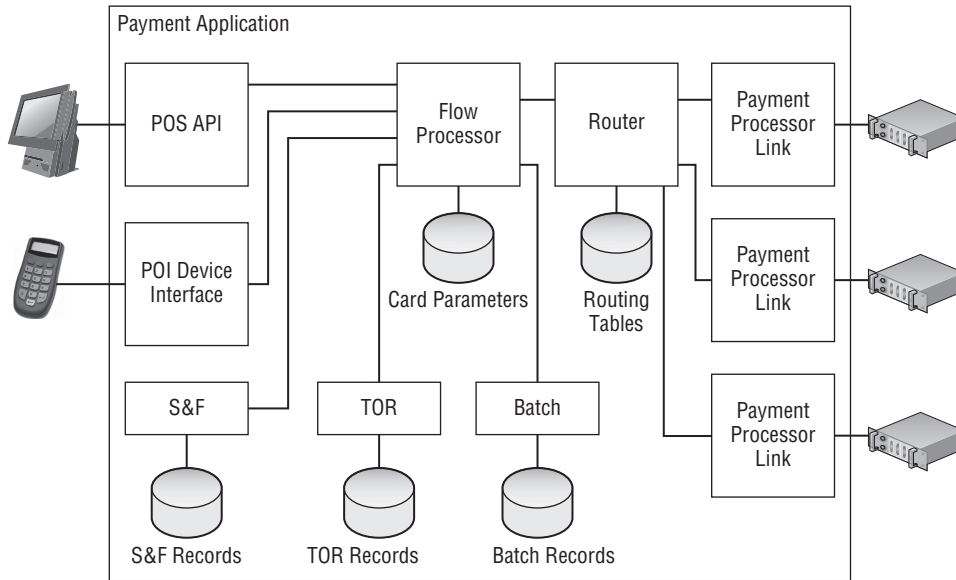 Payment Application
POS API
Flow
Processor
Router
Payment
Processor
Link
POI Device
Interface
Card Parameters
Routing
Tables
Payment
Processor
Link
S&F
TOR
Batch
Payment
Processor
Link
S&F Records
TOR Records
Batch Records